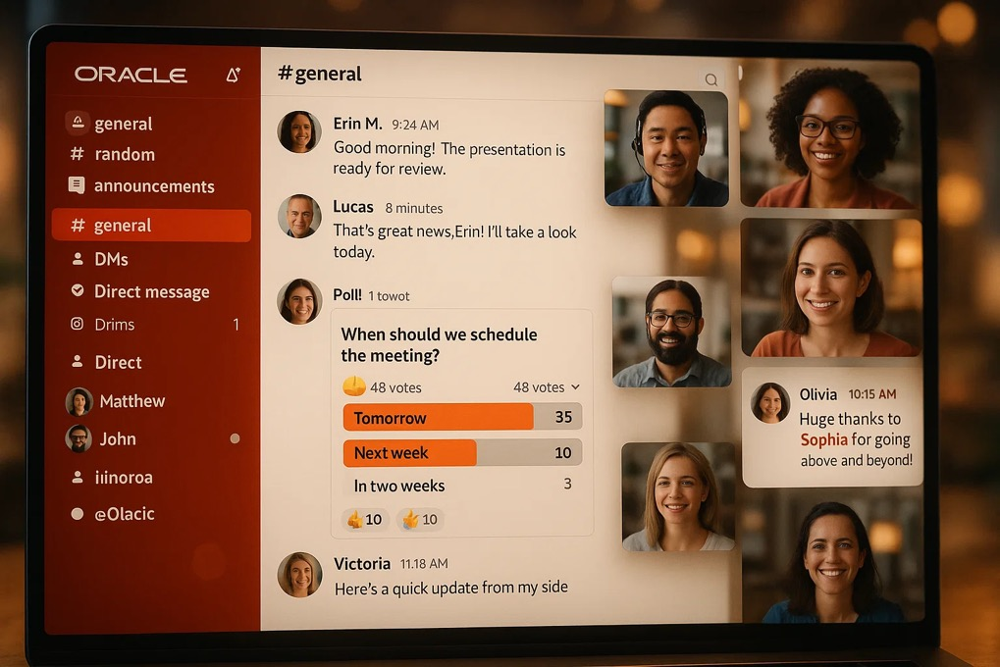 ORACLE
general
# random
announcements
# general
DMs
Direct message
Drims 1
Direct
Matthew
John
iiinoroa
@Olacic
#general
Erin M. 9:24 AM
Good morning! The presentation is
ready for review.
Lucas 8 minutes
That's great news,Erin! I'll take a look
today.
Poll! 1 towot
When should we schedule
the meeting?
48 votes 48 votes
Tomorrow 35
Next week 10
In two weeks 3
10 10
Victoria 11.18 AM
Here's a quick update from my side
Olivia 10:15 AM
Huge thanks to
Sophia for going
above and beyond!